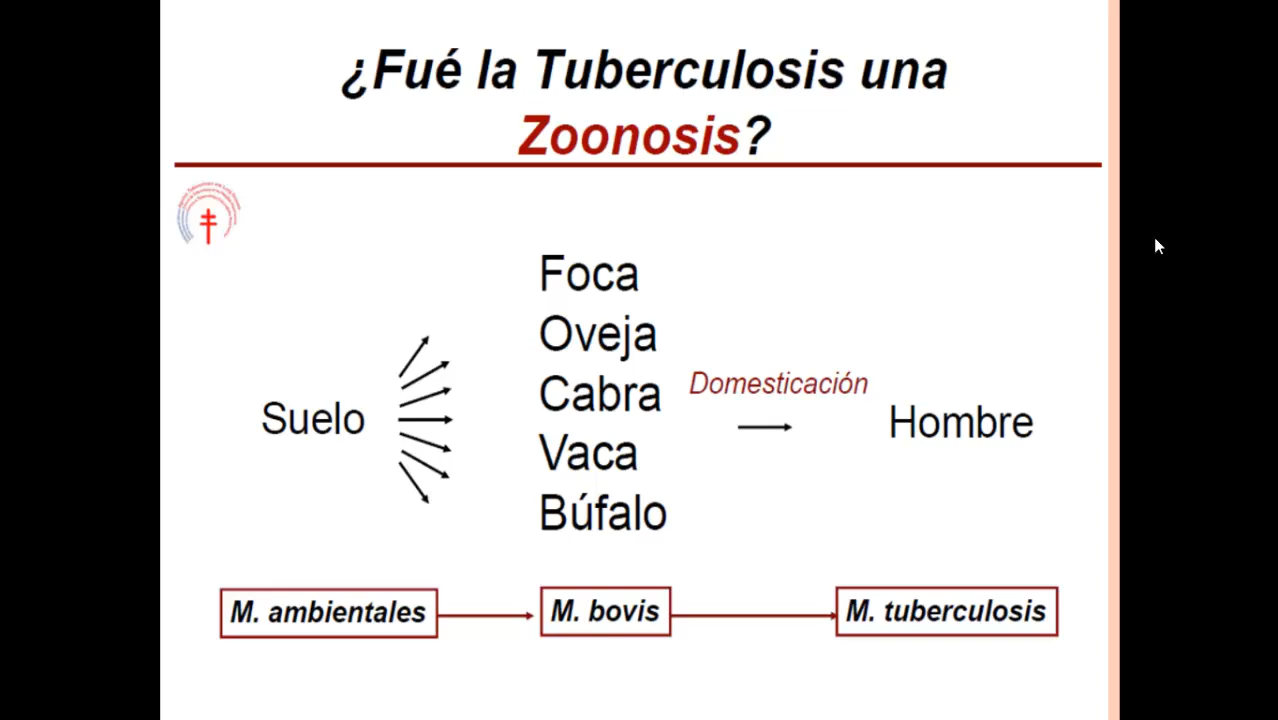 ¿Fué la Tuberculosis una
Zoonosis?
Foca
Oveja
Cabra
Domesticación
Suelo
Hombre
Vaca
Búfalo
M. ambientales
M. bovis
M. tuberculosis